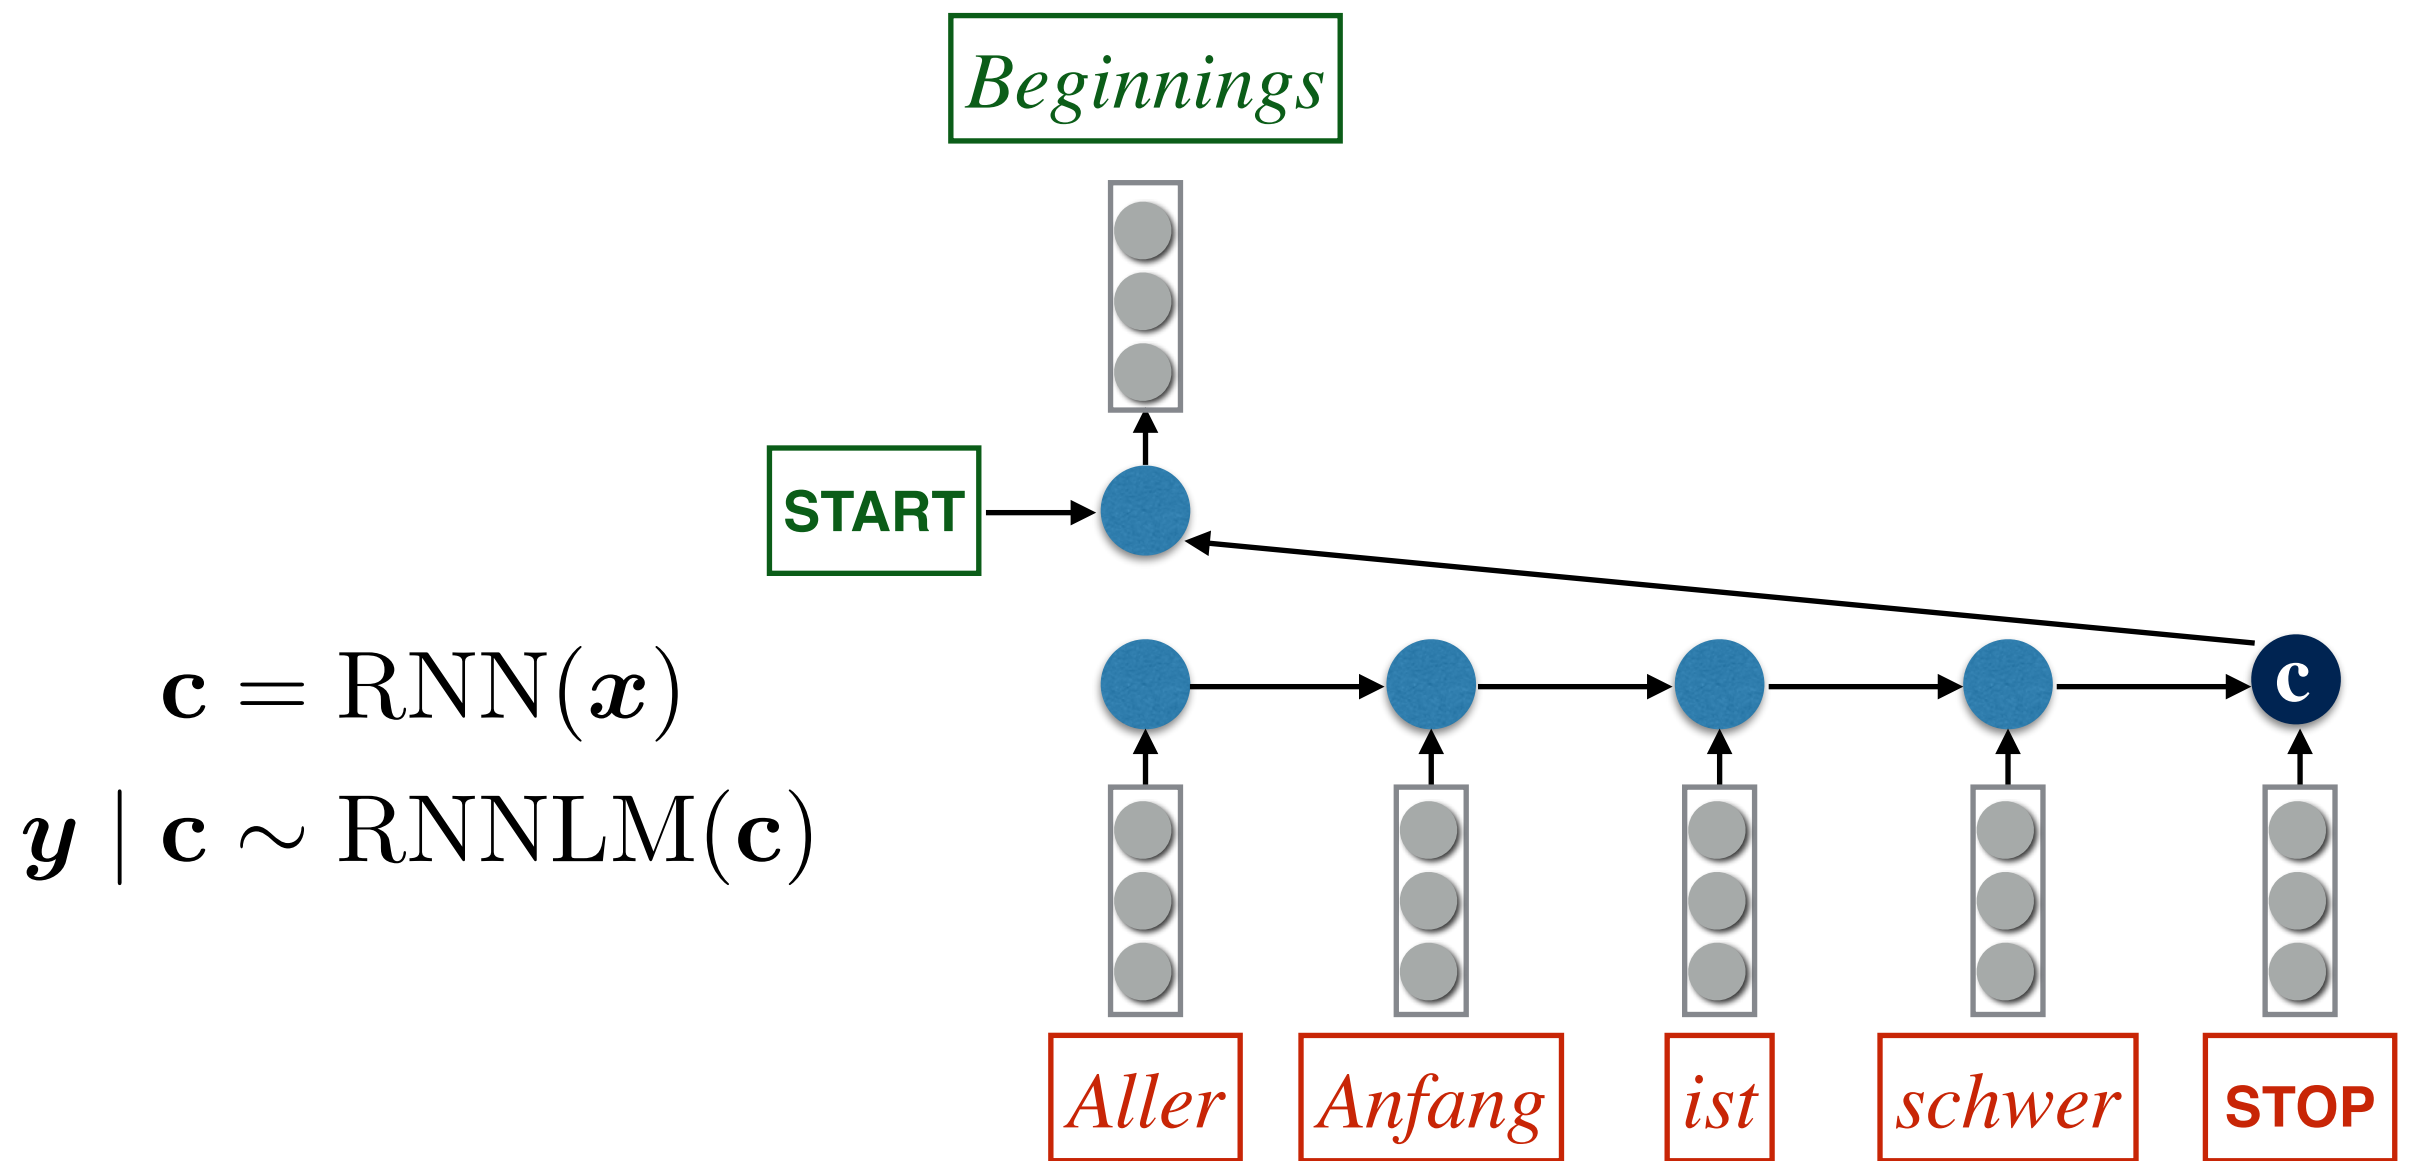 Beginnings
START
c = RNN(x)
c
y | c ∼ RNNLM(c)
Aller Anfang ist schwer STOP